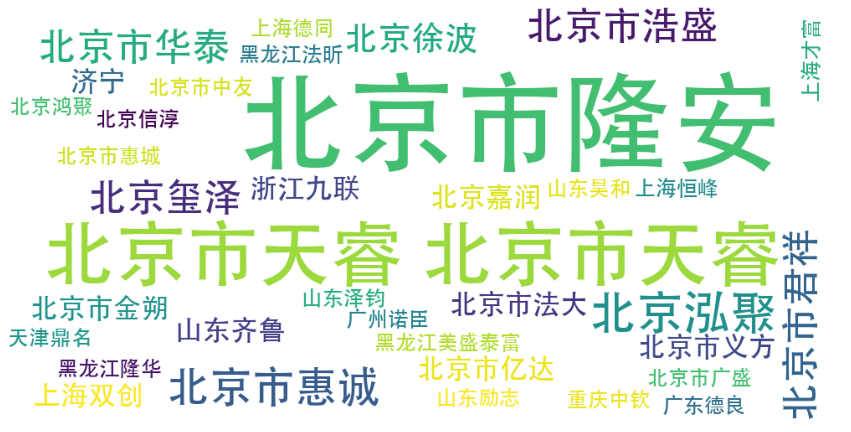 北京市华泰
上海德同
黑龙江法昕
北京徐波
北京市浩盛
上海才富
济宁
北京市中友
北京鸿聚
北京信淳
北京市隆安
北京市惠城
北京玺泽
浙江九联
北京嘉润
山东昊和
上海恒峰
北京市天睿
北京市天睿
北京市君祥
北京市金朔
山东泽钧
广州诺臣
北京市法大
北京泓聚
天津鼎名
山东齐鲁
黑龙江美盛泰富
北京市义方
黑龙江隆华
北京市亿达
北京市广盛
上海双创
北京市惠诚
山东励志
重庆中钦
广东德良